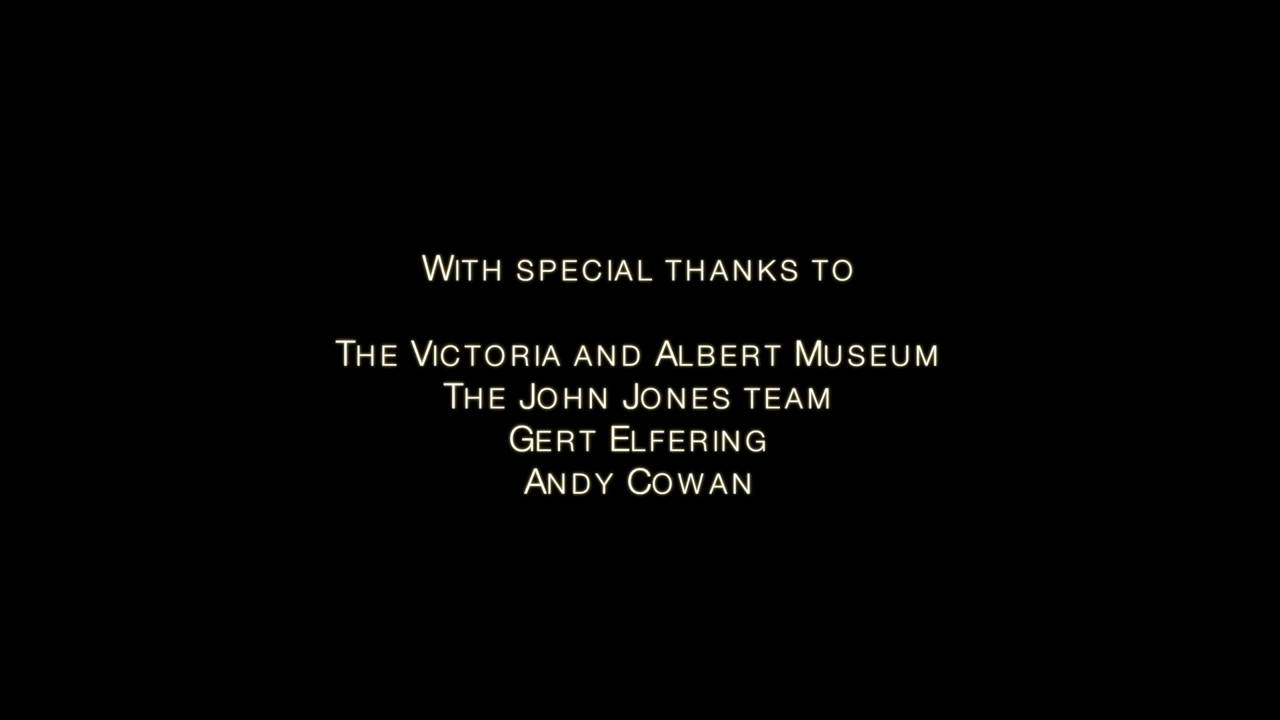 With special thanks to
The Victoria and Albert Museum
The John Jones team
Gert Elfering
Andy Cowan